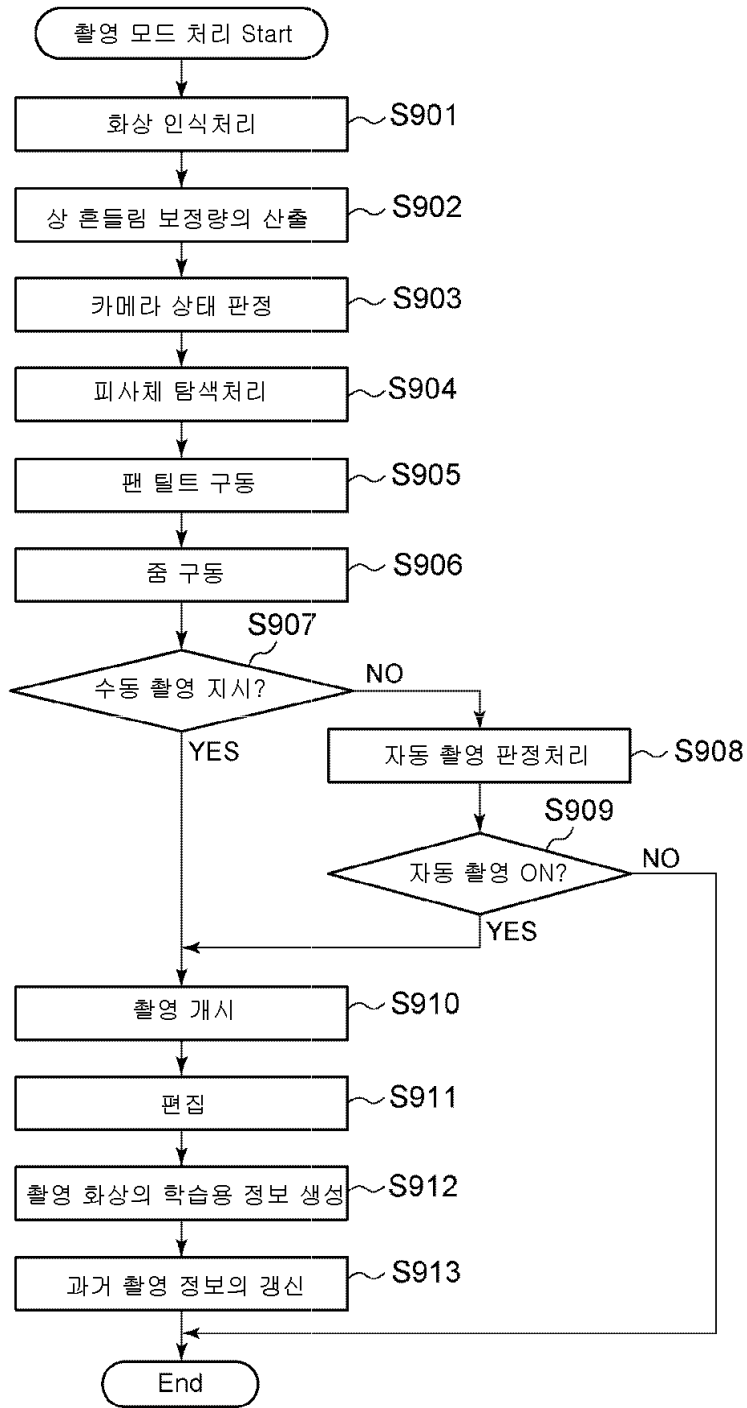 촬영 모드 처리 Start
화상 인식처리
S901
상 흔들림 보정량의 산출
S902
카메라 상태 판정
S903
피사체 탐색처리
S904
팬 틸트 구동
S905
줌 구동
S906
S907
수동 촬영 지시?
NO
YES
자동 촬영 판정처리
S908
S909
자동 촬영 ON?
NO
YES
촬영 개시
S910
편집
S911
촬영 화상의 학습용 정보 생성
S912
과거 촬영 정보의 갱신
S913
End